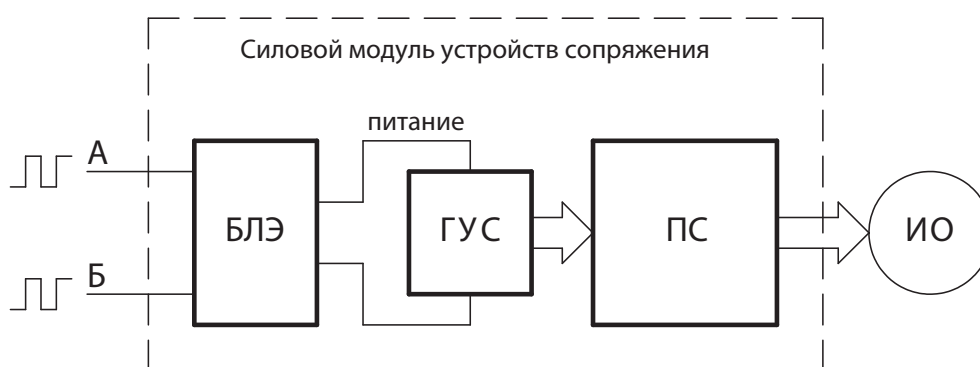 Силовой модуль устройств сопряжения
питание
А
БЛЭ
ГУС
ПС
ИО
Б